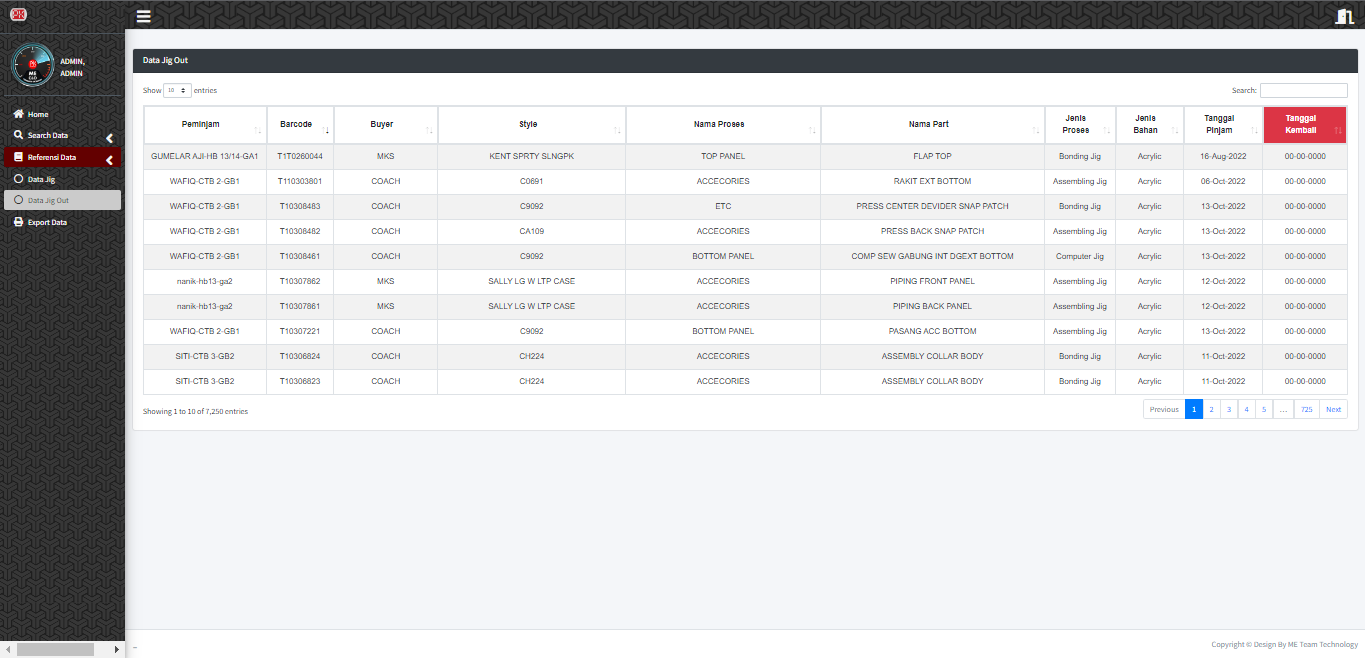 PK
ME
ADMIN,
ADMIN
Home
Search Data
Referensi Data
Data Jig
Data Jig Out
Export Data
Data Jig Out
Show 10 entries
Search:
Peminjam Barcode Buyer Style Nama Proses Nama Part Jenis Proses Jenis Bahan Tanggal Pinjam Tanggal Kembali
GUMELAR AJI-HB 13/14-GA1 T1T0260044 MKS KENT SPRTY SLNGPK TOP PANEL FLAP TOP Bonding Jig Acrylic 16-Aug-2022 00-00-0000
WAFIQ-CTB 2-GB1 T110303801 COACH C0691 ACCECORIES RAKIT EXT BOTTOM Assembling Jig Acrylic 06-Oct-2022 00-00-0000
WAFIQ-CTB 2-GB1 T10308483 COACH C9092 ETC PRESS CENTER DEVIDER SNAP PATCH Bonding Jig Acrylic 13-Oct-2022 00-00-0000
WAFIQ-CTB 2-GB1 T10308482 COACH CA109 ACCECORIES PRESS BACK SNAP PATCH Assembling Jig Acrylic 13-Oct-2022 00-00-0000
WAFIQ-CTB 2-GB1 T10308461 COACH C9092 BOTTOM PANEL COMP SEW GABUNG INT DGEXT BOTTOM Computer Jig Acrylic 13-Oct-2022 00-00-0000
nanik-hb13-ga2 T10307862 MKS SALLY LG W LTP CASE ACCECORIES PIPING FRONT PANEL Assembling Jig Acrylic 12-Oct-2022 00-00-0000
nanik-hb13-ga2 T10307861 MKS SALLY LG W LTP CASE ACCECORIES PIPING BACK PANEL Assembling Jig Acrylic 12-Oct-2022 00-00-0000
WAFIQ-CTB 2-GB1 T10307221 COACH C9092 BOTTOM PANEL PASANG ACC BOTTOM Assembling Jig Acrylic 13-Oct-2022 00-00-0000
SITI-CTB 3-GB2 T10306824 COACH CH224 ACCECORIES ASSEMBLY COLLAR BODY Bonding Jig Acrylic 11-Oct-2022 00-00-0000
SITI-CTB 3-GB2 T10306823 COACH CH224 ACCECORIES ASSEMBLY COLLAR BODY Bonding Jig Acrylic 11-Oct-2022 00-00-0000
Showing 1 to 10 of 7,250 entries
Previous 1 2 3 4 5 … 725 Next
Copyright © Design By ME Team Technology